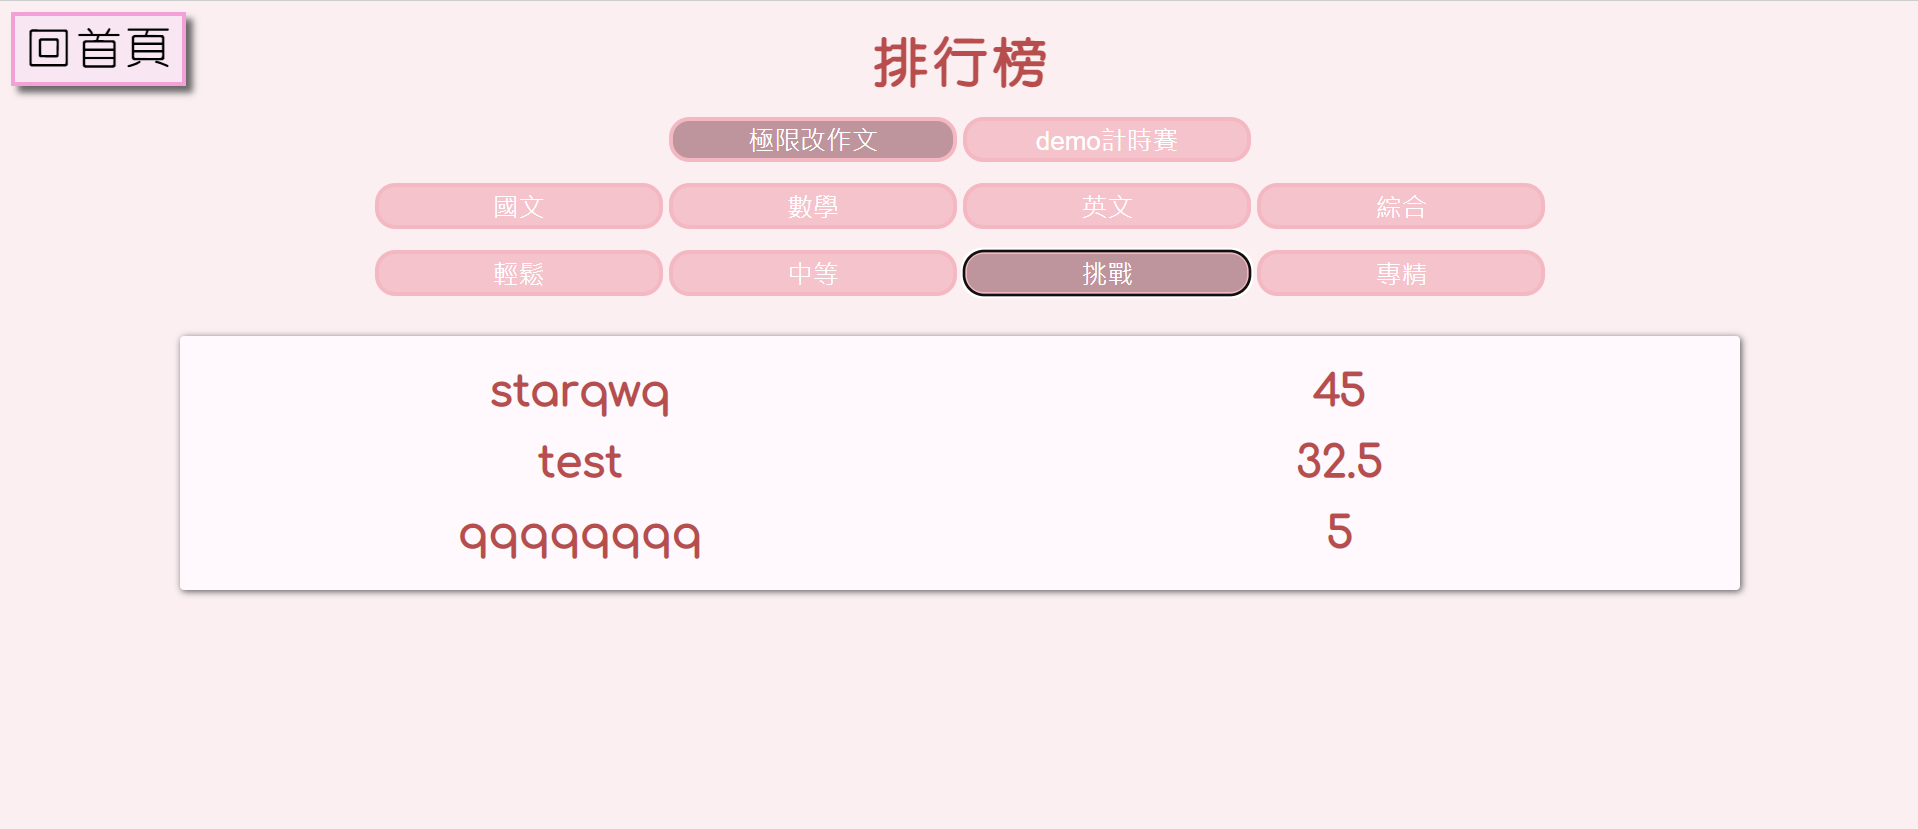 回首頁
排行榜
極限改作文 demo計時賽
國文 數學 英文 綜合
輕鬆 中等 挑戰 專精
starqwq 45
test 32.5
qqqqqqqq 5